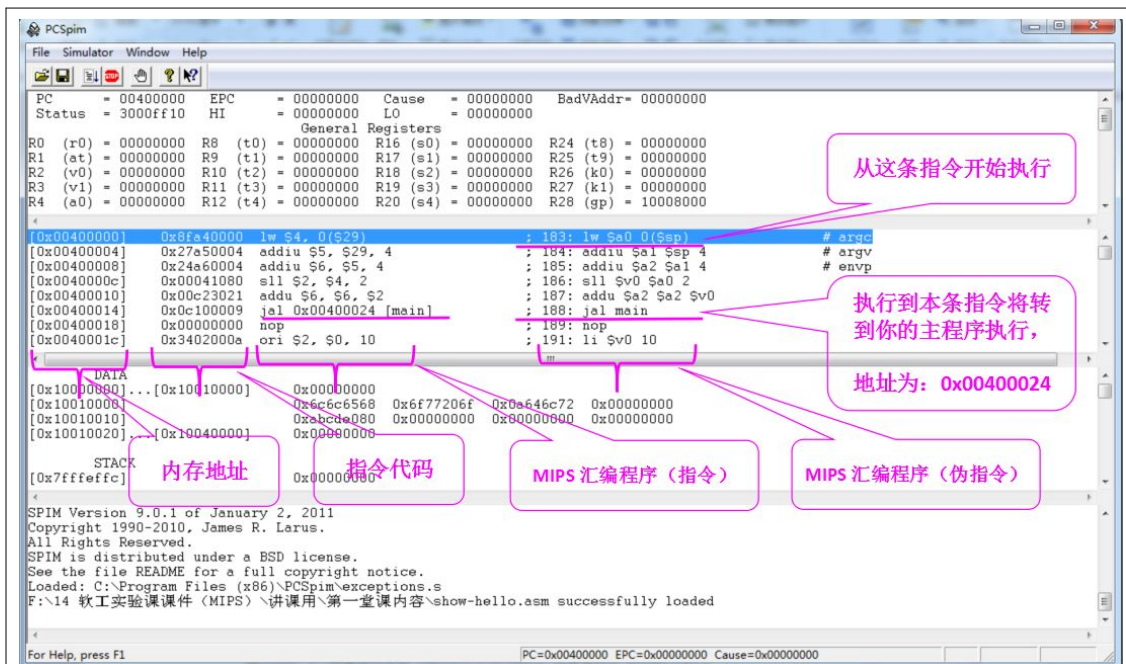 PCSpim
File Simulator Window Help
PC = 00400000 EPC = 00000000 Cause = 00000000 BadVAddr= 00000000
Status = 3000ff10 HI = 00000000 LO = 00000000
General Registers
R0 (r0) = 00000000 R8 (t0) = 00000000 R16 (s0) = 00000000 R24 (t8) = 00000000
R1 (at) = 00000000 R9 (t1) = 00000000 R17 (s1) = 00000000 R25 (t9) = 00000000
R2 (v0) = 00000000 R10 (t2) = 00000000 R18 (s2) = 00000000 R26 (k0) = 00000000
R3 (v1) = 00000000 R11 (t3) = 00000000 R19 (s3) = 00000000 R27 (k1) = 00000000
R4 (a0) = 00000000 R12 (t4) = 00000000 R20 (s4) = 00000000 R28 (gp) = 10008000
从这条指令开始执行
[0x00400000] 0x8fa40000 lw $4, 0($29) ; 183: lw $a0 0($sp) # argc
[0x00400004] 0x27a50004 addiu $5, $29, 4 ; 184: addiu $a1 $sp 4 # argv
[0x00400008] 0x24a60004 addiu $6, $5, 4 ; 185: addiu $a2 $a1 4 # envp
[0x0040000c] 0x00041080 sll $2, $4, 2 ; 186: sll $v0 $a0 2
[0x00400010] 0x00c23021 addu $6, $6, $2 ; 187: addu $a2 $a2 $v0
[0x00400014] 0x0c100009 jal 0x00400024 [main] ; 188: jal main
[0x00400018] 0x00000000 nop ; 189: nop
[0x0040001c] 0x3402000a ori $2, $0, 10 ; 191: li $v0 10
执行到本条指令将转
到你的主程序执行，
地址为：0x00400024
DATA
[0x10000000]...[0x10010000] 0x00000000
[0x10010000] 0x6c6c6568 0x6f77206f 0x0a646c72 0x00000000
[0x10010010] 0xabcde080 0x00000000 0x00000000 0x00000000
[0x10010020]...[0x10040000] 0x00000000
STACK
[0x7fffeffc] 0x00000000
内存地址
指令代码
MIPS 汇编程序（指令）
MIPS 汇编程序（伪指令）
SPIM Version 9.0.1 of January 2, 2011
Copyright 1990-2010, James R. Larus.
All Rights Reserved.
SPIM is distributed under a BSD license.
See the file README for a full copyright notice.
Loaded: C:\Program Files (x86)\PCSpim\exceptions.s
F:\14 软工实验课课件（MIPS）\讲课用\第一堂课内容\show-hello.asm successfully loaded
For Help, press F1
PC=0x00400000 EPC=0x00000000 Cause=0x00000000